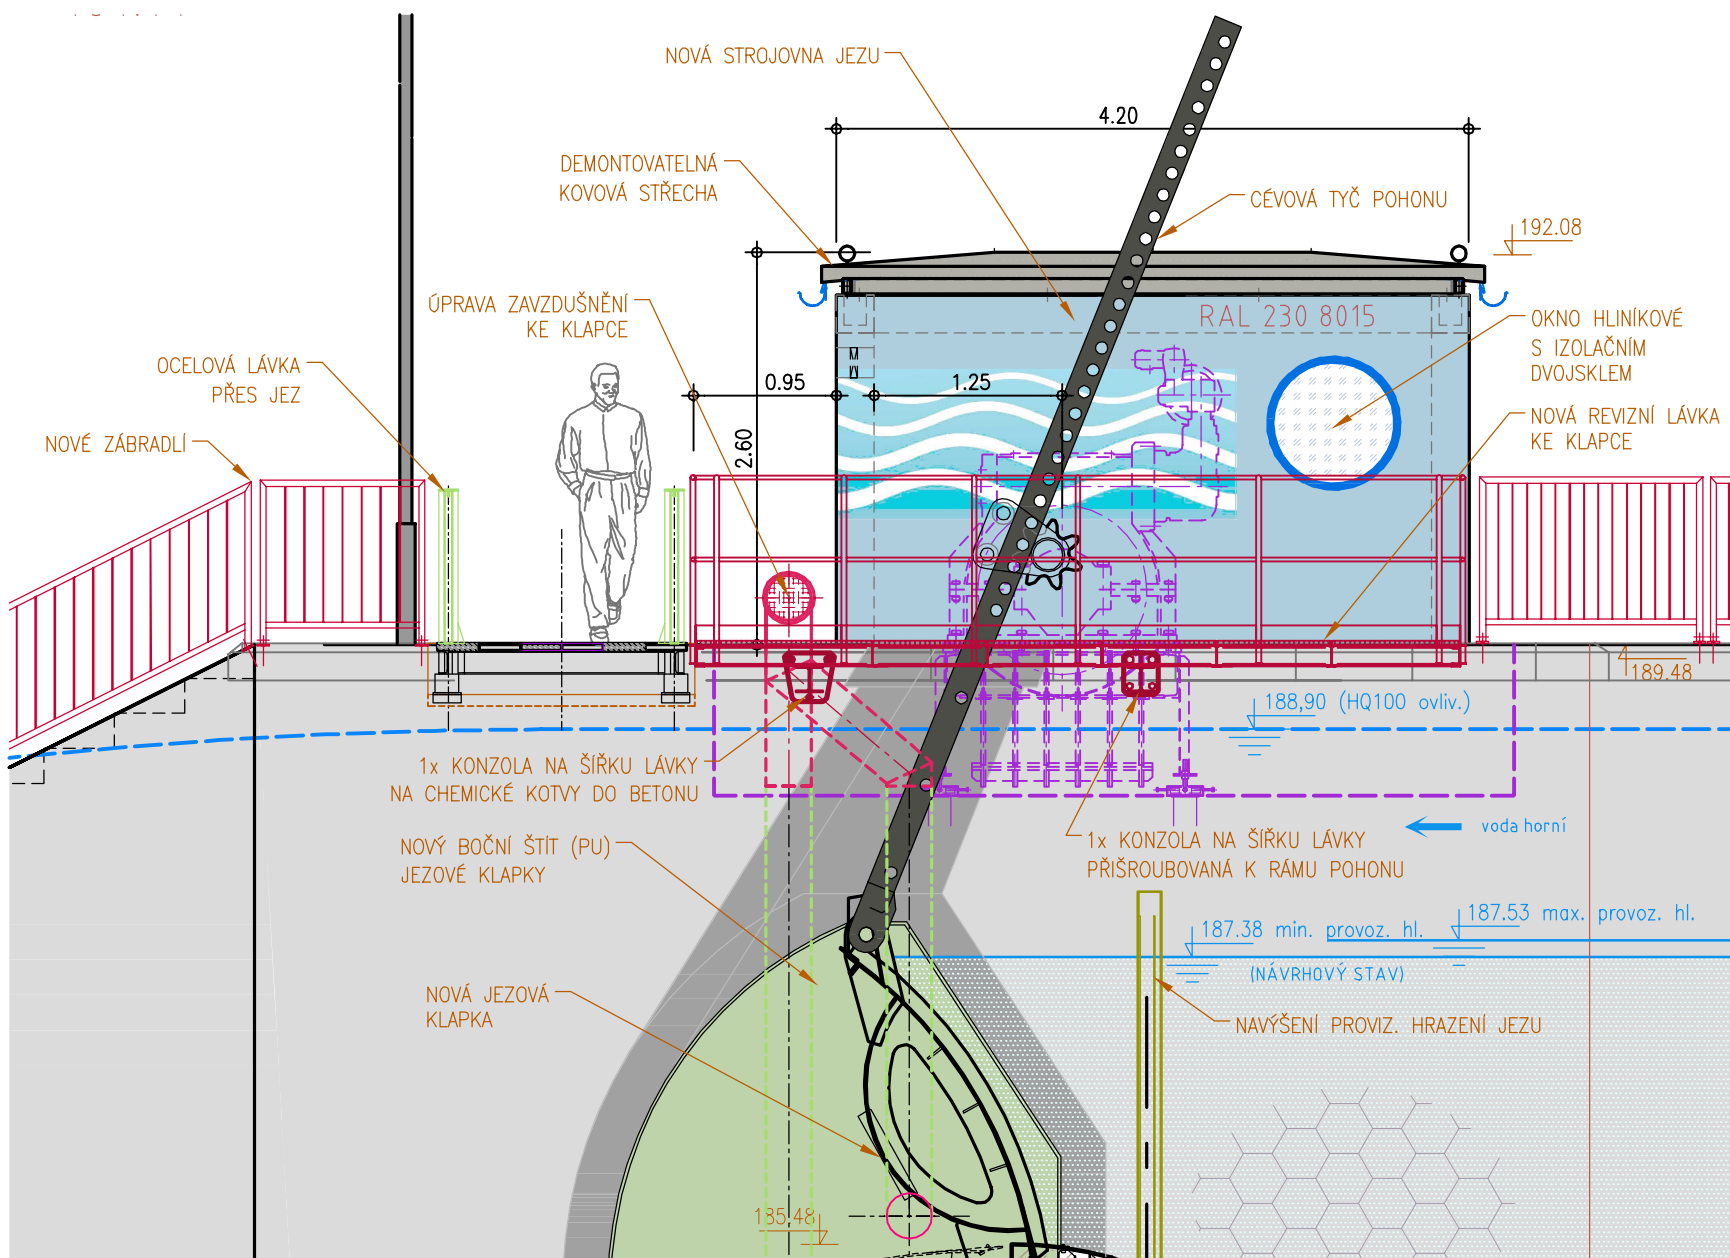 NOVÁ STROJOVNA JEZU
4.20
DEMONTOVATELNÁ
KOVOVÁ STŘECHA
CÉVOVÁ TYČ POHONU
192.08
ÚPRAVA ZAVZDUŠNĚNÍ
KE KLAPCE
RAL 230 8015
OKNO HLINÍKOVÉ
S IZOLAČNÍM
DVOJSKLEM
OCELOVÁ LÁVKA
PŘES JEZ
0.95
1.25
2.60
NOVÁ REVIZNÍ LÁVKA
KE KLAPCE
NOVÉ ZÁBRADLÍ
189.48
188,90 (HQ100 ovliv.)
1x KONZOLA NA ŠÍŘKU LÁVKY
NA CHEMICKÉ KOTVY DO BETONU
voda horní
1x KONZOLA NA ŠÍŘKU LÁVKY
PŘIŠROUBOVANÁ K RÁMU POHONU
NOVÝ BOČNÍ ŠTÍT (PU)
JEZOVÉ KLAPKY
187.53 max. provoz. hl.
187.38 min. provoz. hl.
(NÁVRHOVÝ STAV)
NOVÁ JEZOVÁ
KLAPKA
NAVÝŠENÍ PROVIZ. HRAZENÍ JEZU
185.48